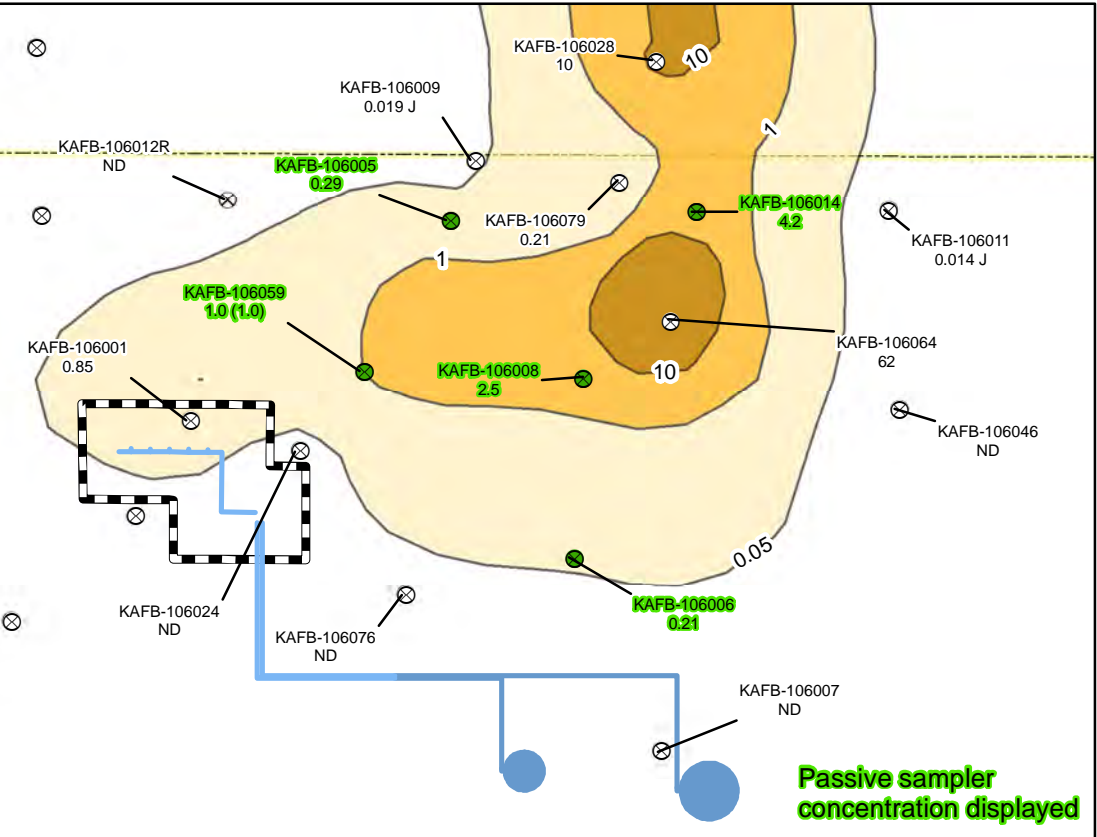 KAFB-106028
10
10
KAFB-106009
0.019 J
1
KAFB-106012R
ND
KAFB-106005
0.29
KAFB-106014
4.2
KAFB-106079
0.21
KAFB-106011
0.014 J
1
KAFB-106059
1.0 (1.0)
KAFB-106001
0.85
KAFB-106064
62
KAFB-106008
2.5
10
KAFB-106046
ND
0.05
KAFB-106024
ND
KAFB-106006
0.21
KAFB-106076
ND
KAFB-106007
ND
Passive sampler
concentration displayed